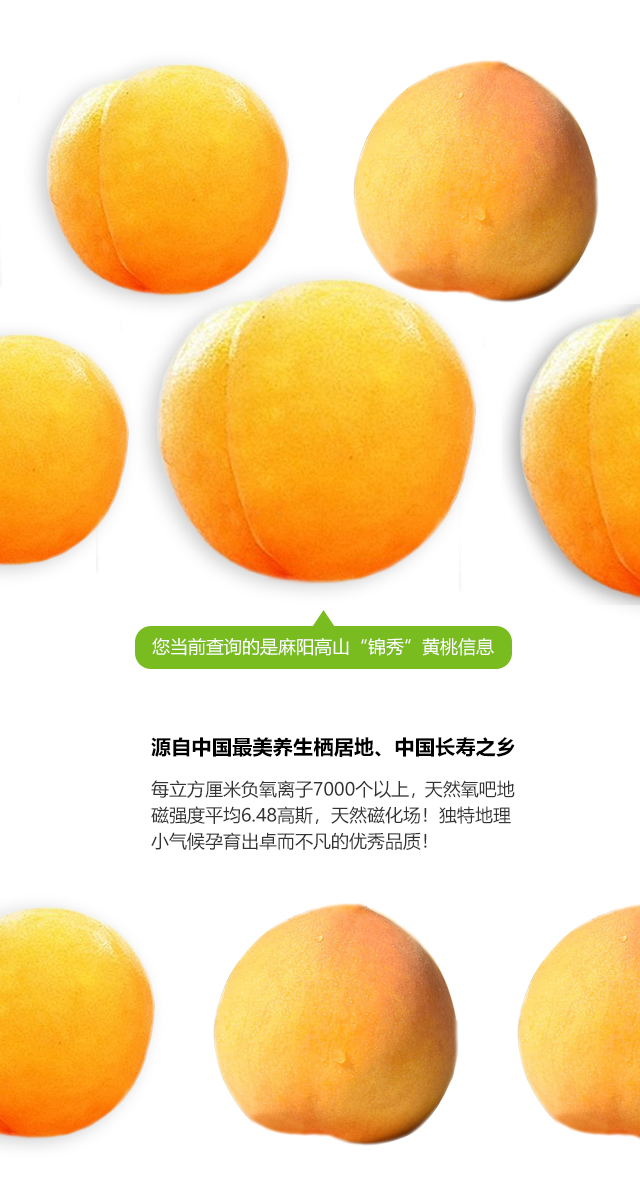 您当前查询的是麻阳高山“锦秀”黄桃信息
源自中国最美养生栖居地、中国长寿之乡
每立方厘米负氧离子7000个以上，天然氧吧地
磁强度平均6.48高斯，天然磁化场！独特地理
小气候孕育出卓而不凡的优秀品质！